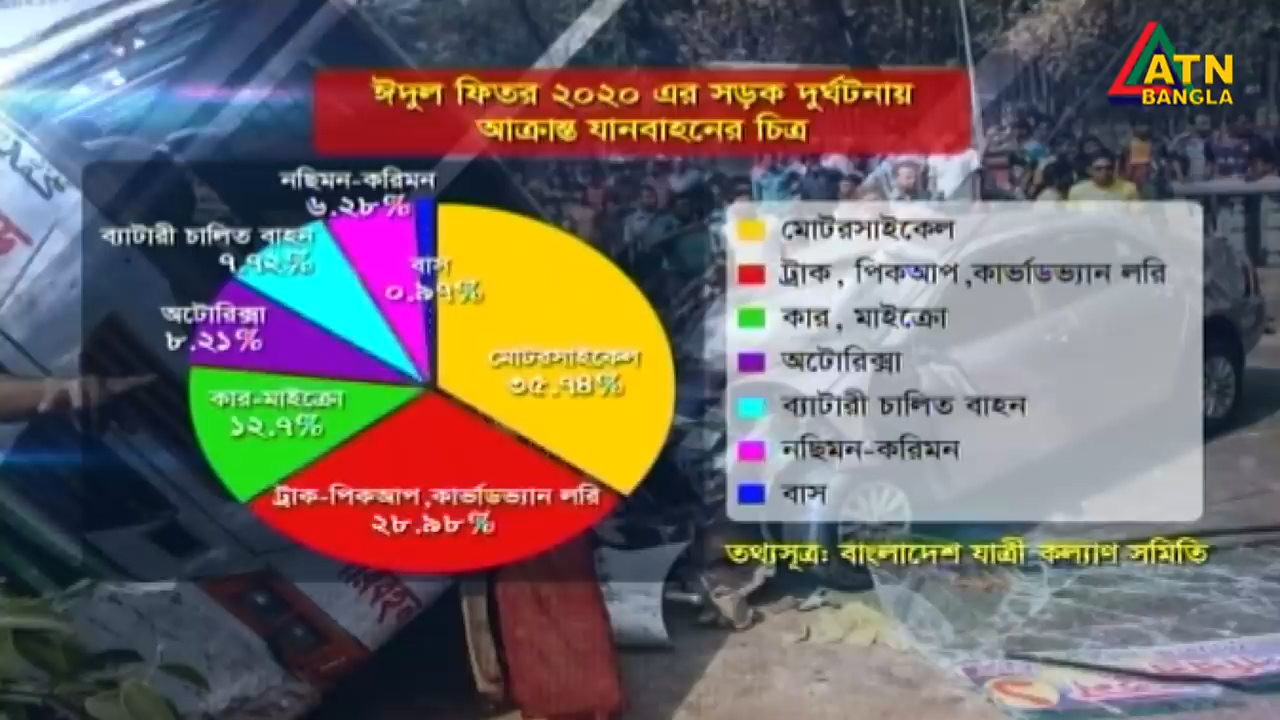 ATN
BANGLA
ঈদুল ফিতর ২০২০ এর সড়ক দুর্ঘটনায়
আক্রান্ত যানবাহনের চিত্র
নছিমন-করিমন
৬.২৮%
ব্যাটারী চালিত বাহন
৭.৭২%
বাস
০.৯৭%
অটোরিক্সা
৮.২১%
মোটরসাইকেল
৩৫.৭৪%
কার-মাইক্রো
১২.৭%
ট্রাক-পিকআপ,কার্ভাডভ্যান লরি
২৮.৯৮%
মোটরসাইকেল
ট্রাক, পিকআপ,কার্ভাডভ্যান লরি
কার, মাইক্রো
অটোরিক্সা
ব্যাটারী চালিত বাহন
নছিমন-করিমন
বাস
তথ্যসূত্র: বাংলাদেশ যাত্রী কল্যাণ সমিতি